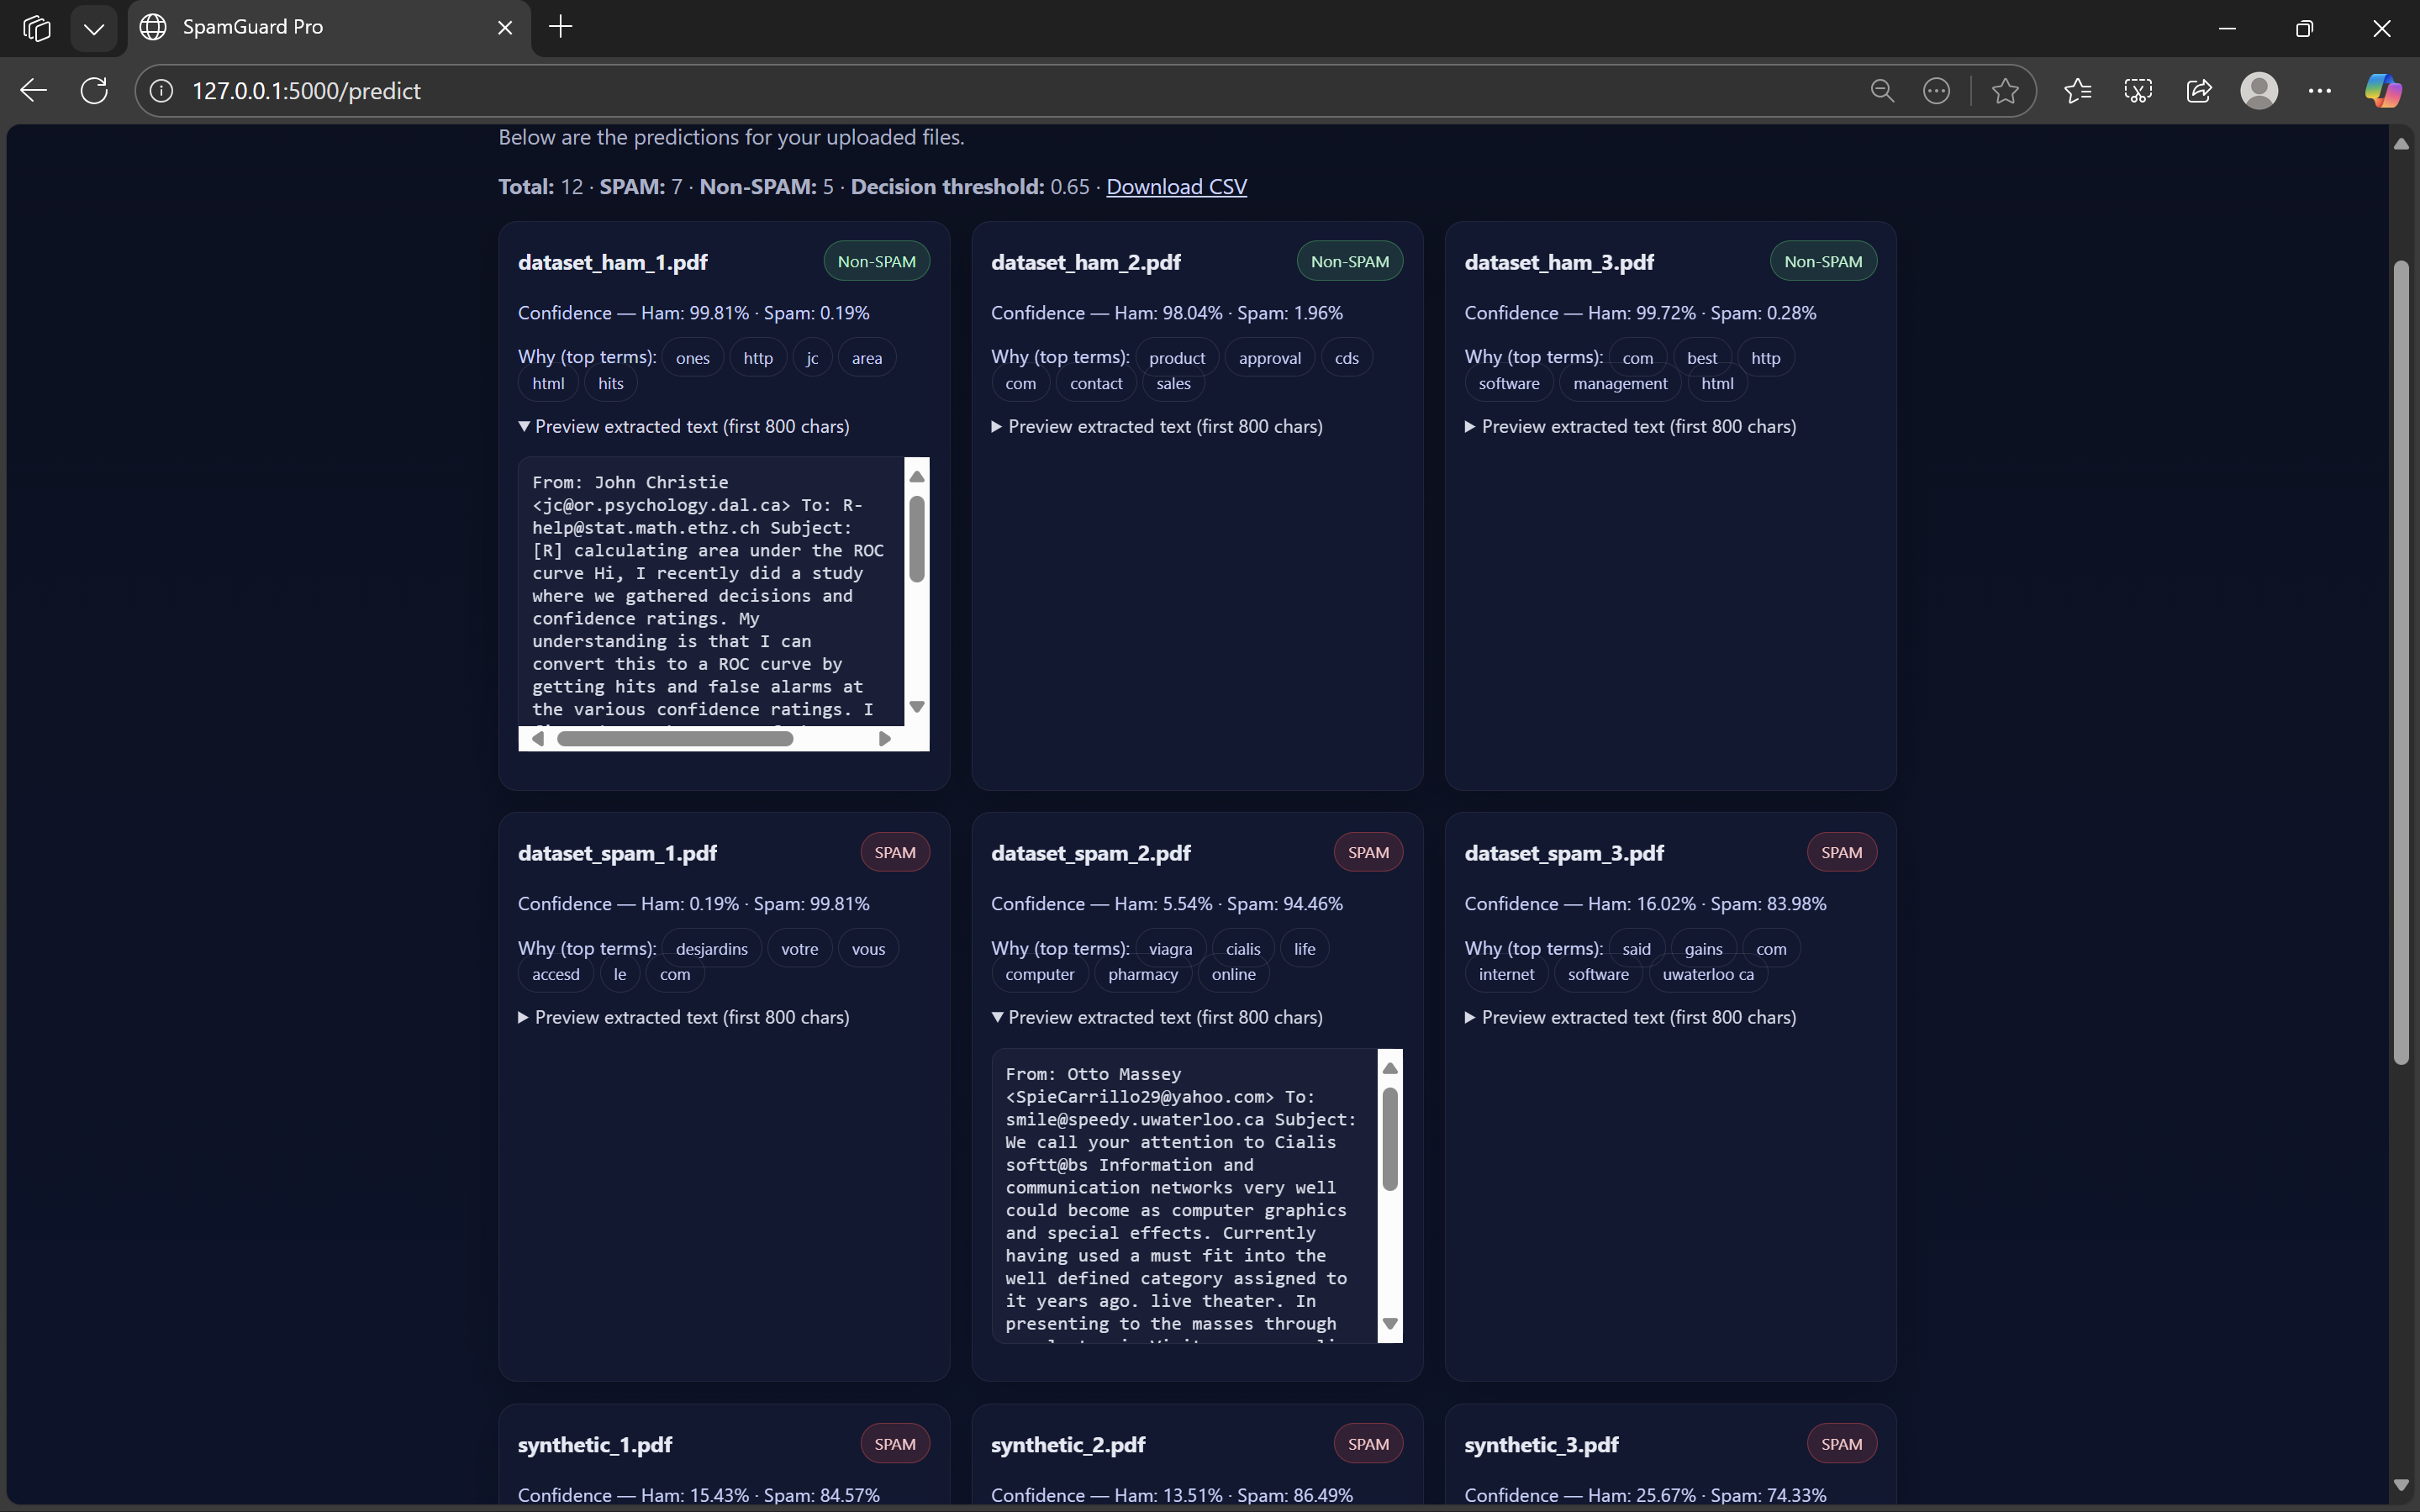 SpamGuard Pro
127.0.0.1:5000/predict
Below are the predictions for your uploaded files.
Total: 12 · SPAM: 7 · Non-SPAM: 5 · Decision threshold: 0.65 · Download CSV
dataset_ham_1.pdf Non-SPAM
Confidence — Ham: 99.81% · Spam: 0.19%
Why (top terms): ones http jc area
html hits
Preview extracted text (first 800 chars)
From: John Christie
<jc@or.psychology.dal.ca> To: R-
help@stat.math.ethz.ch Subject:
[R] calculating area under the ROC
curve Hi, I recently did a study
where we gathered decisions and
confidence ratings. My
understanding is that I can
convert this to a ROC curve by
getting hits and false alarms at
the various confidence ratings. I
dataset_ham_2.pdf Non-SPAM
Confidence — Ham: 98.04% · Spam: 1.96%
Why (top terms): product approval cds
com contact sales
Preview extracted text (first 800 chars)
dataset_ham_3.pdf Non-SPAM
Confidence — Ham: 99.72% · Spam: 0.28%
Why (top terms): com best http
software management html
Preview extracted text (first 800 chars)
dataset_spam_1.pdf SPAM
Confidence — Ham: 0.19% · Spam: 99.81%
Why (top terms): desjardins votre vous
accesd le com
Preview extracted text (first 800 chars)
dataset_spam_2.pdf SPAM
Confidence — Ham: 5.54% · Spam: 94.46%
Why (top terms): viagra cialis life
computer pharmacy online
Preview extracted text (first 800 chars)
From: Otto Massey
<SpieCarrillo29@yahoo.com> To:
smile@speedy.uwaterloo.ca Subject:
We call your attention to Cialis
softt@bs Information and
communication networks very well
could become as computer graphics
and special effects. Currently
having used a must fit into the
well defined category assigned to
it years ago. live theater. In
presenting to the masses through
dataset_spam_3.pdf SPAM
Confidence — Ham: 16.02% · Spam: 83.98%
Why (top terms): said gains com
internet software uwaterloo ca
Preview extracted text (first 800 chars)
synthetic_1.pdf SPAM
Confidence — Ham: 15.43% · Spam: 84.57%
synthetic_2.pdf SPAM
Confidence — Ham: 13.51% · Spam: 86.49%
synthetic_3.pdf SPAM
Confidence — Ham: 25.67% · Spam: 74.33%